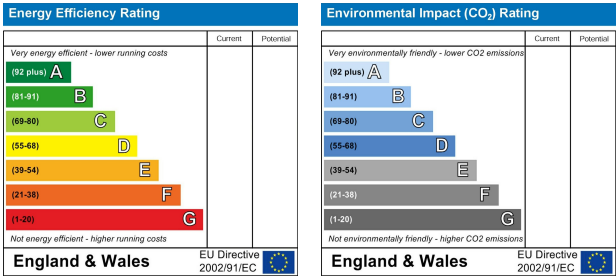 Energy Efficiency Rating
Current Potential
Very energy efficient - lower running costs
(92 plus) A
(81-91) B
(69-80) C
(55-68) D
(39-54) E
(21-38) F
(1-20) G
Not energy efficient - higher running costs
England & Wales
EU Directive
2002/91/EC
Environmental Impact (CO2) Rating
Current Potential
Very environmentally friendly - lower CO2 emissions
(92 plus) A
(81-91) B
(69-80) C
(55-68) D
(39-54) E
(21-38) F
(1-20) G
Not environmentally friendly - higher CO2 emissions
England & Wales
EU Directive
2002/91/EC